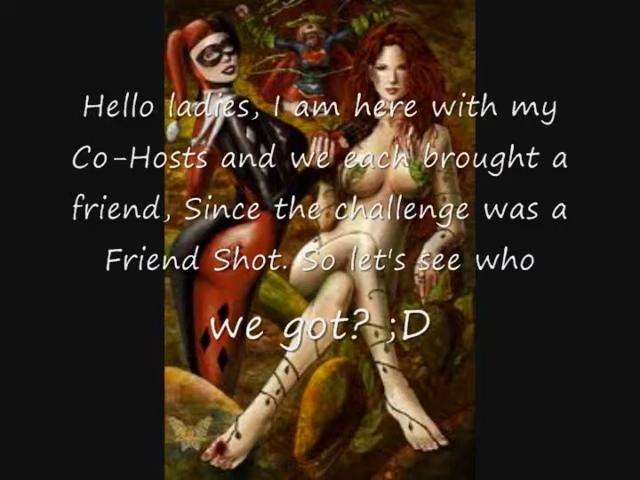 Hello ladies, I am here with my
Co-Hosts and we each brought a
friend, Since the challenge was a
Friend Shot. So let's see who
we got? ;D